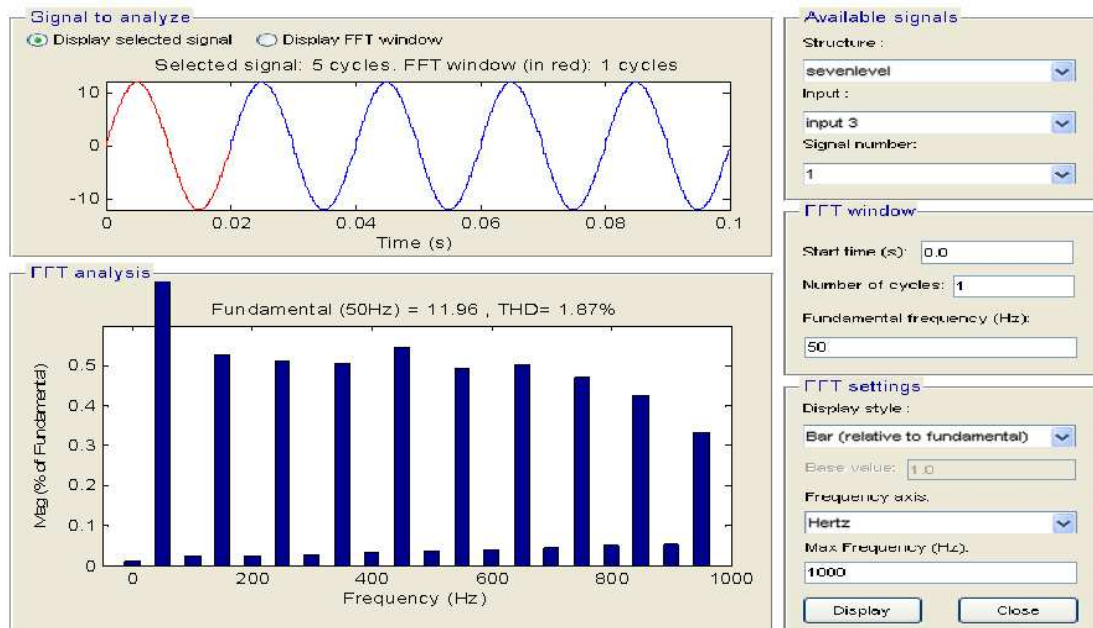 Signal to analyze
Display selected signal
Display FFT window
Selected signal: 5 cycles. FFT window (in red): 1 cycles
10
0
-10
0
0.02
0.04
0.06
0.08
0.1
Time (s)
FFT analysis
Fundamental (50Hz) = 11.96 , THD= 1.87%
Mag (% of Fundamental)
0.5
0.4
0.3
0.2
0.1
0
0
200
400
600
800
1000
Frequency (Hz)
Available signals
Structure :
sevenlevel
Input :
input 3
Signal number:
1
FFT window
Start time (s): 0.0
Number of cycles: 1
Fundamental frequency (Hz):
50
FFT settings
Display style :
Bar (relative to fundamental)
Base value: 1.0
Frequency axis:
Hertz
Max Frequency (Hz):
1000
Display
Close